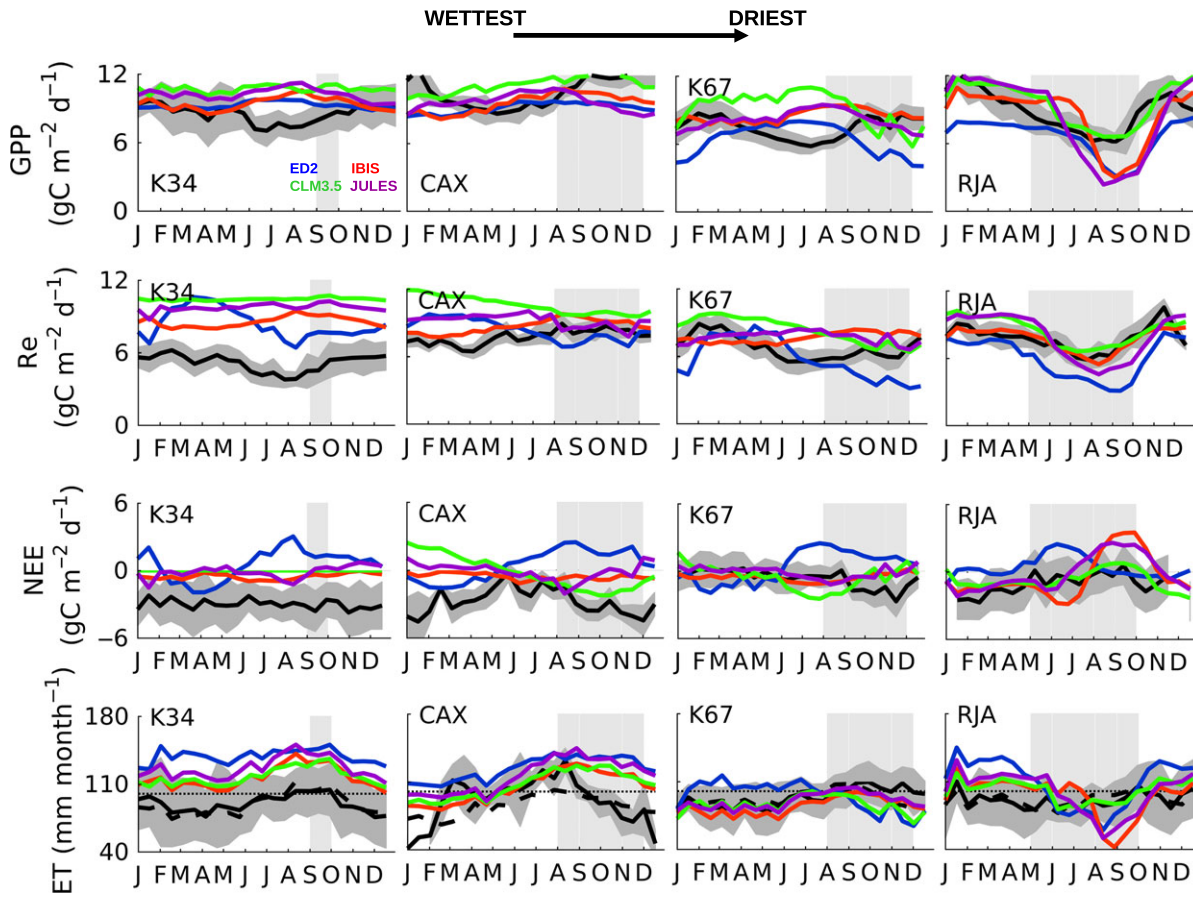 WETTEST DRIEST
GPP
(gC m⁻² d⁻¹)
12
6
0
K34
ED2 IBIS
CLM3.5 JULES
CAX
K67
RJA
J F M A M J J A S O N D J F M A M J J A S O N D J F M A M J J A S O N D J F M A M J J A S O N D
Re
(gC m⁻² d⁻¹)
12
6
0
K34 CAX K67 RJA
J F M A M J J A S O N D J F M A M J J A S O N D J F M A M J J A S O N D J F M A M J J A S O N D
NEE
(gC m⁻² d⁻¹)
6
0
−6
K34 CAX K67 RJA
J F M A M J J A S O N D J F M A M J J A S O N D J F M A M J J A S O N D J F M A M J J A S O N D
ET (mm month⁻¹)
180
110
40
K34 CAX K67 RJA
J F M A M J J A S O N D J F M A M J J A S O N D J F M A M J J A S O N D J F M A M J J A S O N D